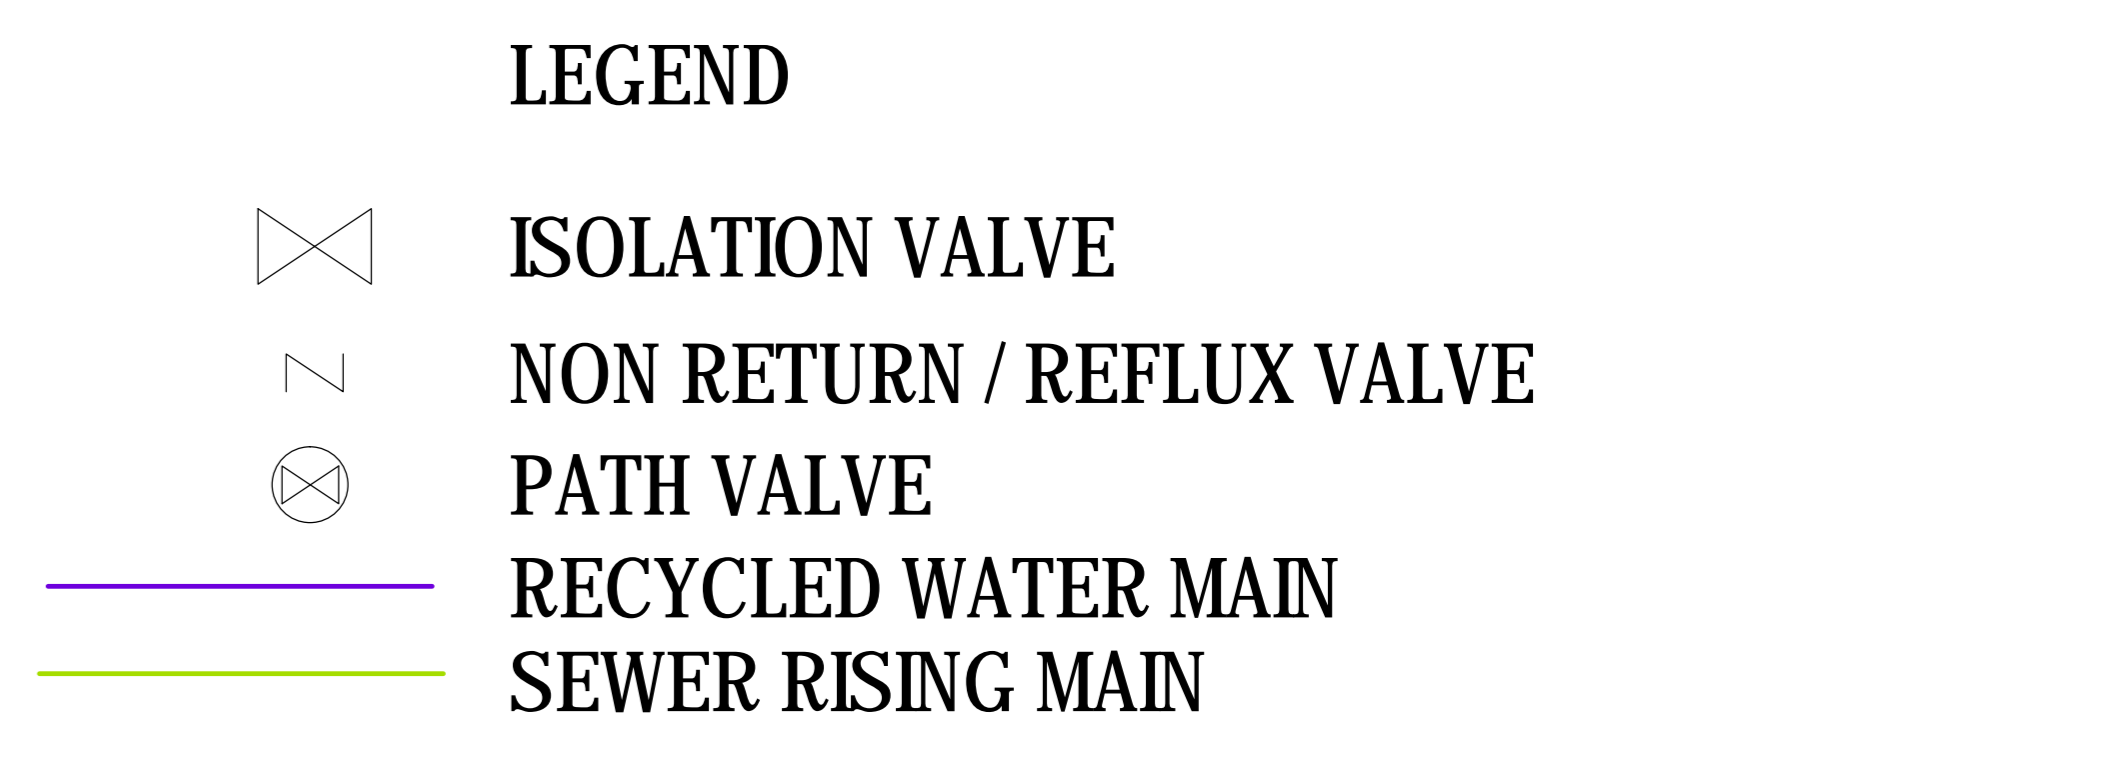 LEGEND
ISOLATION VALVE
NON RETURN / REFLUX VALVE
PATH VALVE
RECYCLED WATER MAIN
SEWER RISING MAIN